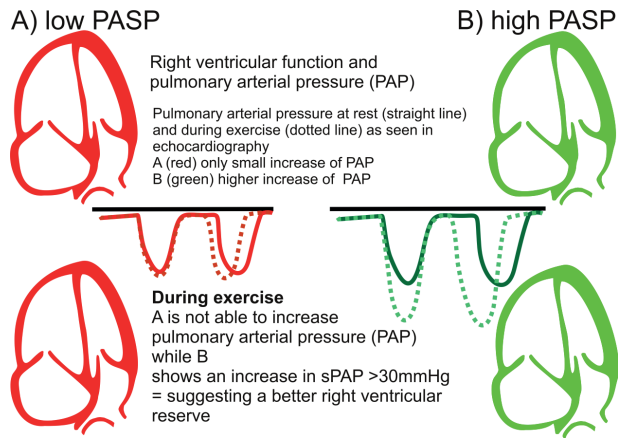 A) low PASP
B) high PASP
Right ventricular function and
pulmonary arterial pressure (PAP)
Pulmonary arterial pressure at rest (straight line)
and during exercise (dotted line) as seen in
echocardiography
A (red) only small increase of PAP
B (green) higher increase of PAP
During exercise
A is not able to increase
pulmonary arterial pressure (PAP)
while B
shows an increase in sPAP >30mmHg
= suggesting a better right ventricular
reserve